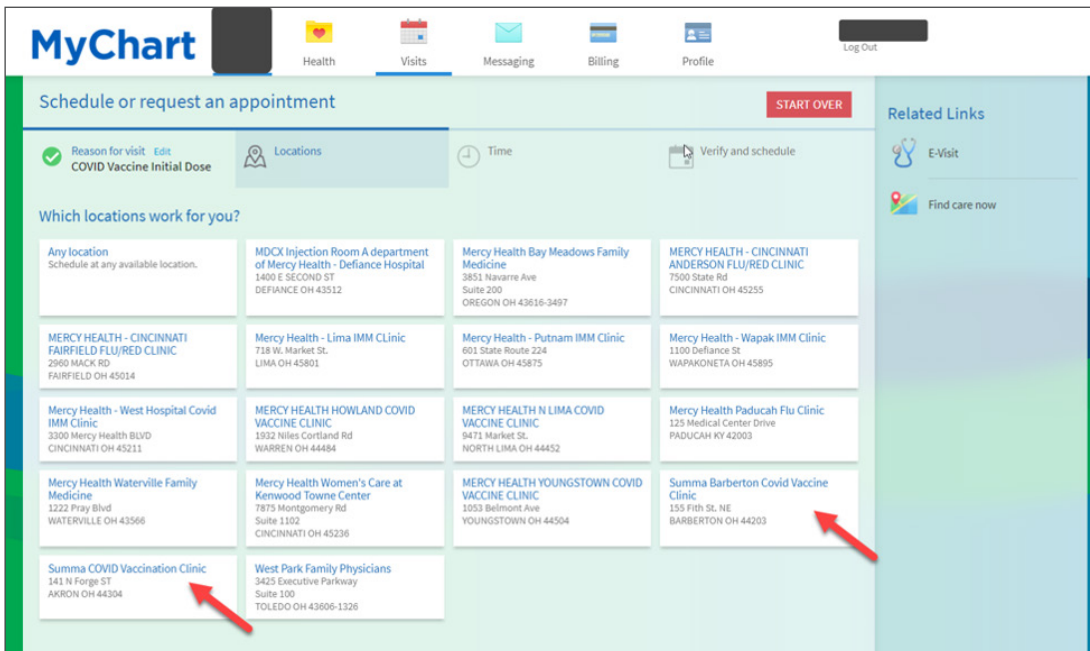 MyChart
Health
Visits
Messaging
Billing
Profile
Log Out
Schedule or request an appointment
START OVER
Reason for visit Edit
COVID Vaccine Initial Dose
Locations
Time
Verify and schedule
Which locations work for you?
Any location
Schedule at any available location.
MDCX Injection Room A department
of Mercy Health - Defiance Hospital
1400 E SECOND ST
DEFIANCE OH 43512
Mercy Health Bay Meadows Family
Medicine
3851 Navarre Ave
Suite 200
OREGON OH 43616-3497
MERCY HEALTH - CINCINNATI
ANDERSON FLU/RED CLINIC
7500 State Rd
CINCINNATI OH 45255
MERCY HEALTH - CINCINNATI
FAIRFIELD FLU/RED CLINIC
2960 MACK RD
FAIRFIELD OH 45014
Mercy Health - Lima IMM CLinic
718 W. Market St.
LIMA OH 45801
Mercy Health - Putnam IMM Clinic
601 State Route 224
OTTAWA OH 45875
Mercy Health - Wapak IMM Clinic
1100 Defiance St
WAPAKONETA OH 45895
Mercy Health - West Hospital Covid
IMM Clinic
3300 Mercy Health BLVD
CINCINNATI OH 45211
MERCY HEALTH HOWLAND COVID
VACCINE CLINIC
1932 Niles Cortland Rd
WARREN OH 44484
MERCY HEALTH N LIMA COVID
VACCINE CLINIC
9471 Market St.
NORTH LIMA OH 44452
Mercy Health Paducah Flu Clinic
125 Medical Center Drive
PADUCAH KY 42003
Mercy Health Waterville Family
Medicine
1222 Pray Blvd
WATERVILLE OH 43566
Mercy Health Women's Care at
Kenwood Towne Center
7875 Montgomery Rd
Suite 1102
CINCINNATI OH 45236
MERCY HEALTH YOUNGSTOWN COVID
VACCINE CLINIC
1053 Belmont Ave
YOUNGSTOWN OH 44504
Summa Barberton Covid Vaccine
Clinic
155 Fith St. NE
BARBERTON OH 44203
Summa COVID Vaccination Clinic
141 N Forge ST
AKRON OH 44304
West Park Family Physicians
3425 Executive Parkway
Suite 100
TOLEDO OH 43606-1326
Related Links
E-Visit
Find care now